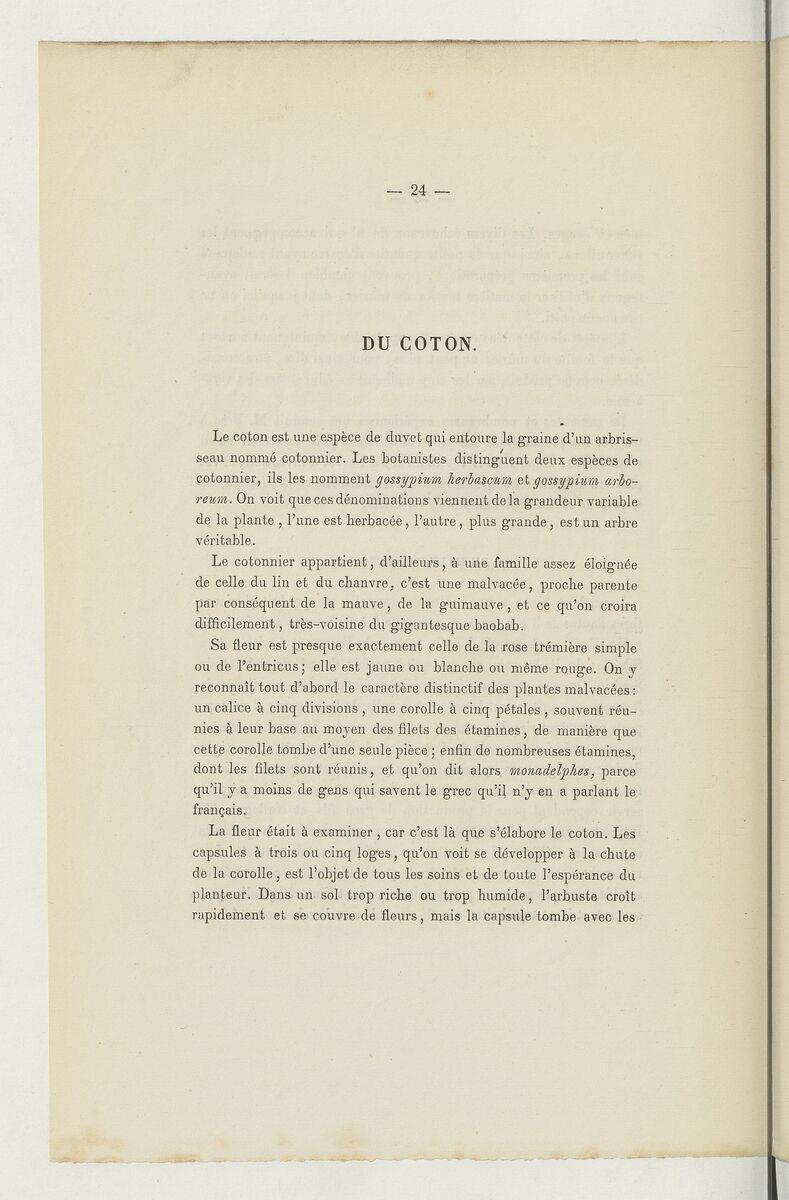 — 24 —
DU COTON.
Le coton est une espèce de duvet qui entoure la graine d'un arbris-
seau nommé cotonnier. Les botanistes distinguent deux espèces de
cotonnier, ils les nomment gossypium herbascum et gossypium arbo-
reum. On voit que ces dénominations viennent de la grandeur variable
de la plante, l'une est herbacée, l'autre, plus grande, est un arbre
véritable.
Le cotonnier appartient, d'ailleurs, à une famille assez éloignée
de celle du lin et du chanvre, c'est une malvacée, proche parente
par conséquent de la mauve, de la guimauve, et ce qu'on croira
difficilement, très-voisine du gigantesque baobab.
Sa fleur est presque exactement celle de la rose trémière simple
ou de l'entricus; elle est jaune ou blanche ou même rouge. On y
reconnaît tout d'abord le caractère distinctif des plantes malvacées:
un calice à cinq divisions, une corolle à cinq pétales, souvent réu-
nies à leur base au moyen des filets des étamines, de manière que
cette corolle tombe d'une seule pièce; enfin de nombreuses étamines,
dont les filets sont réunis, et qu'on dit alors monadelphes, parce
qu'il y a moins de gens qui savent le grec qu'il n'y en a parlant le
français.
La fleur était à examiner, car c'est là que s'élabore le coton. Les
capsules à trois ou cinq loges, qu'on voit se développer à la chute
de la corolle, est l'objet de tous les soins et de toute l'espérance du
planteur. Dans un sol trop riche ou trop humide, l'arbuste croît
rapidement et se couvre de fleurs, mais la capsule tombe avec les